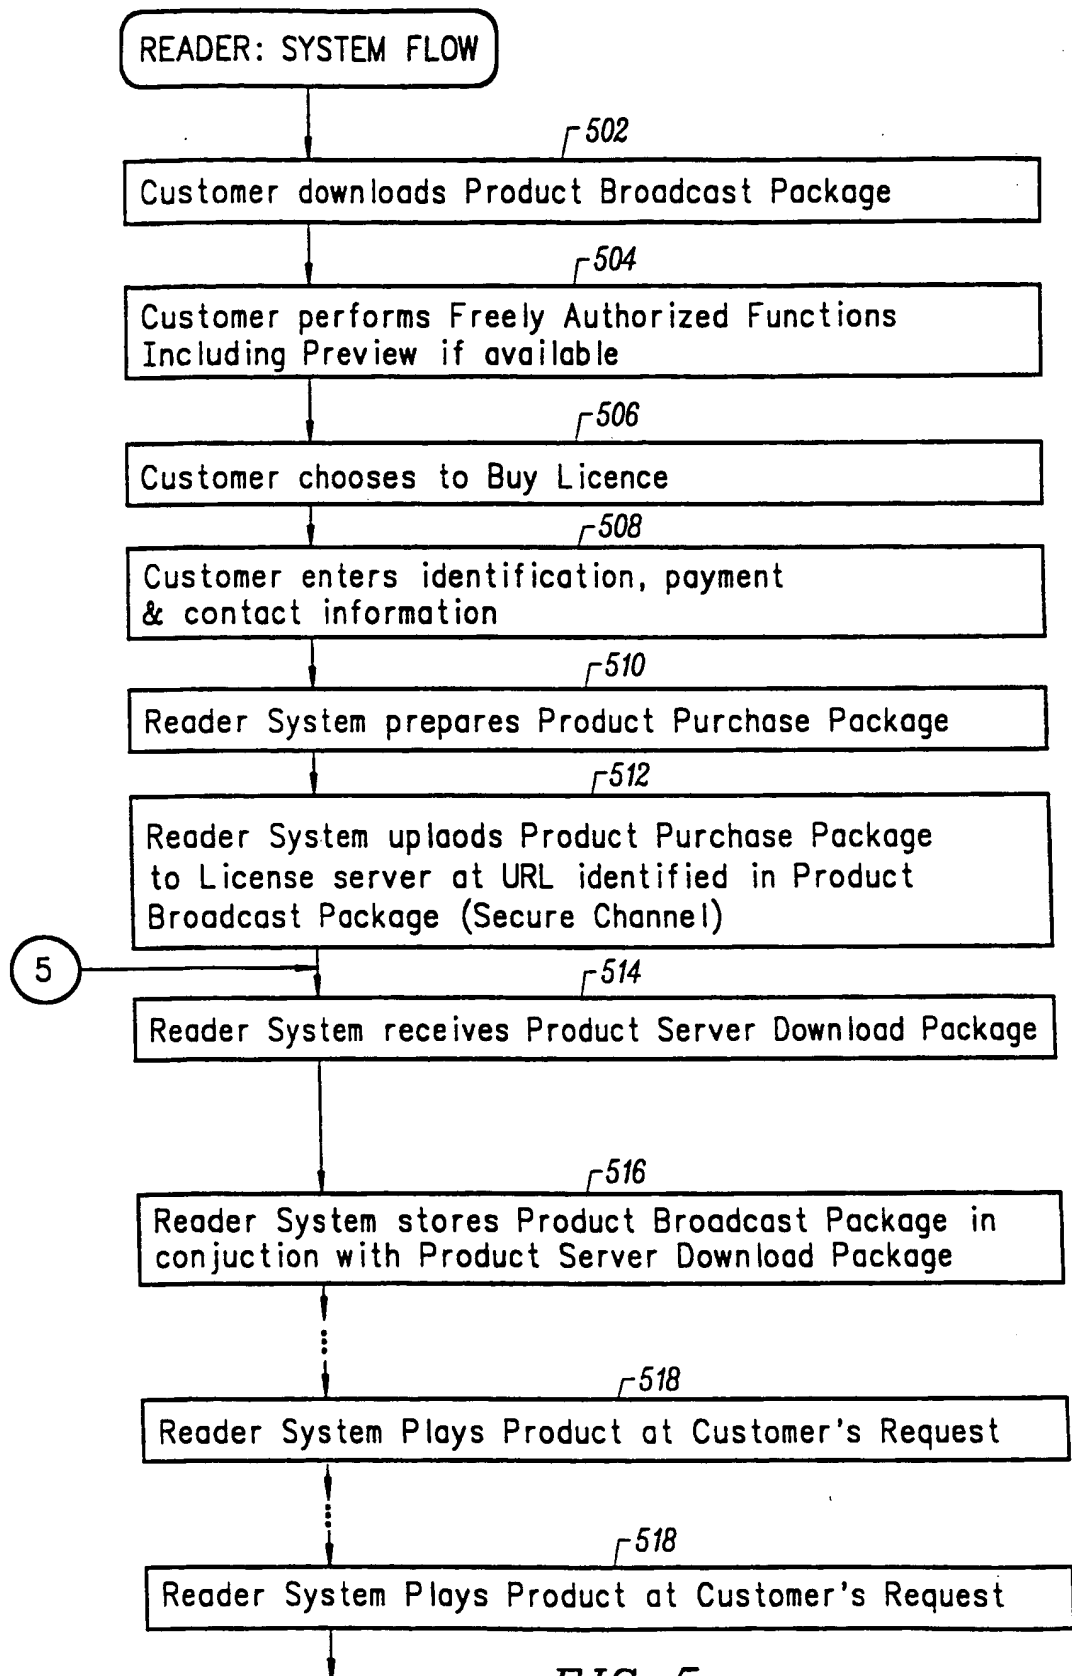 READER: SYSTEM FLOW
502
Customer downloads Product Broadcast Package
504
Customer performs Freely Authorized Functions
Including Preview if available
506
Customer chooses to Buy Licence
508
Customer enters identification, payment
& contact information
510
Reader System prepares Product Purchase Package
512
Reader System uplaods Product Purchase Package
to License server at URL identified in Product
Broadcast Package (Secure Channel)
5
514
Reader System receives Product Server Download Package
516
Reader System stores Product Broadcast Package in
conjuction with Product Server Download Package
518
Reader System Plays Product at Customer's Request
518
Reader System Plays Product at Customer's Request
FIG. 5